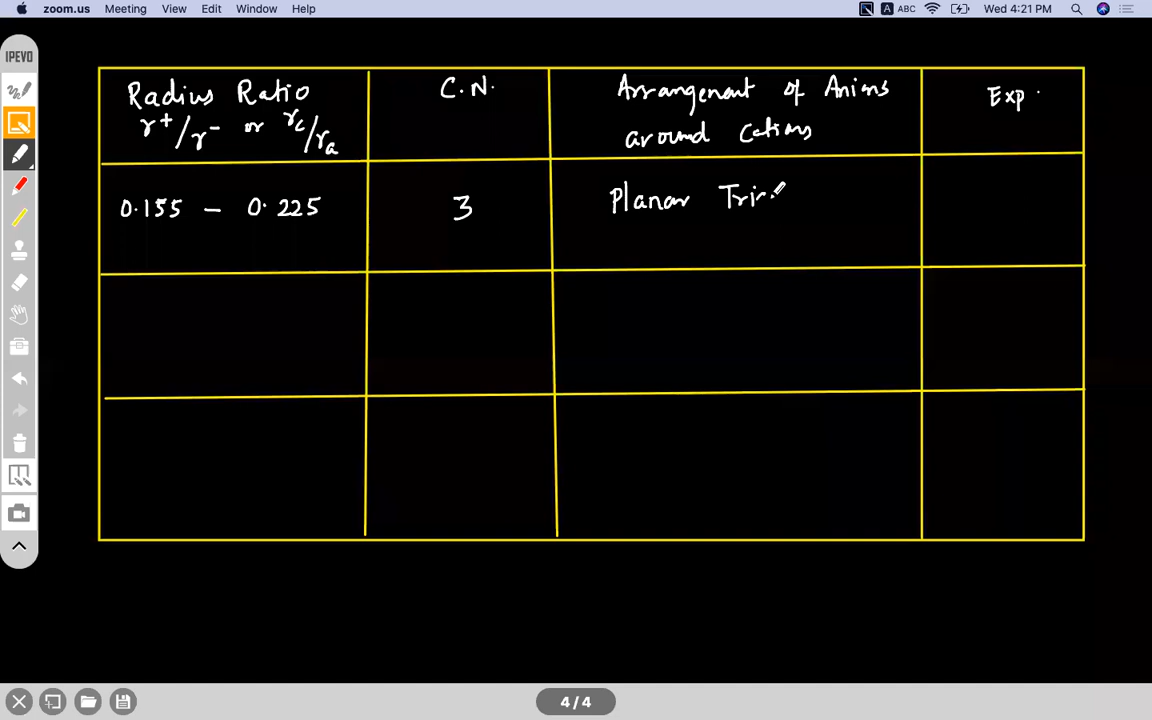 zoom.us Meeting View Edit Window Help A ABC Wed 4:21 PM
IPEVO
Radius Ratio
r+/r- or rc/ra
C.N.
Arrangement of Anions
around Cations
Exp.
0.155 - 0.225
3
Planar Tri
4 / 4